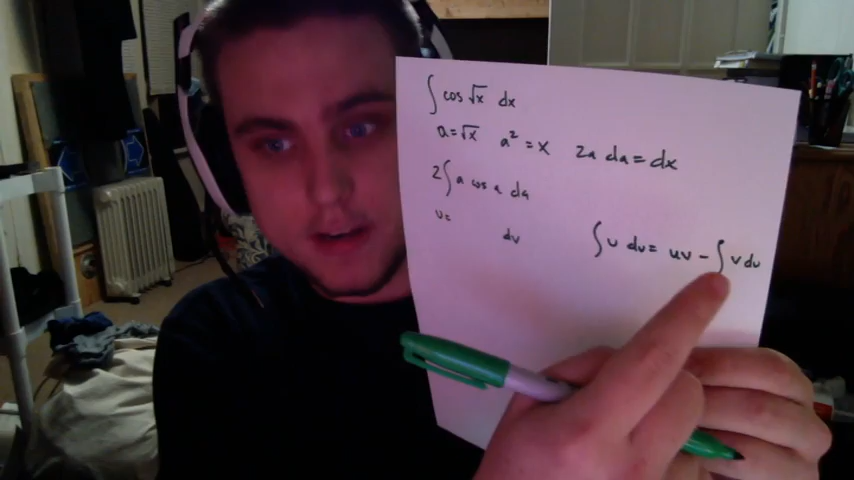 ∫ cos √x dx
a = √x a² = x 2a da = dx
2 ∫ a cos a da
u =
dv ∫ u dv = uv - ∫ v du